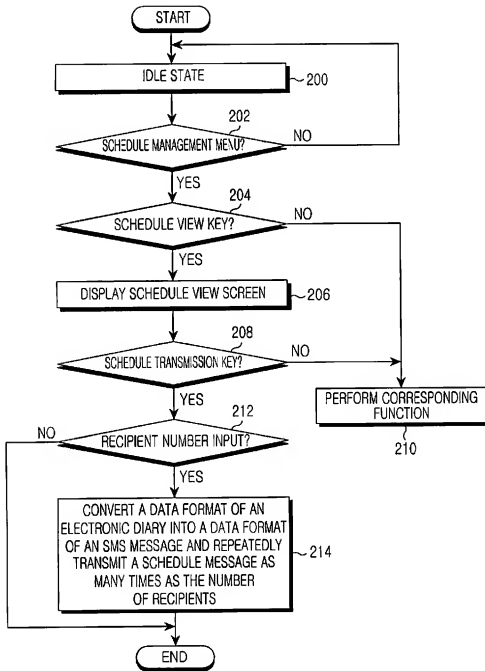 START
IDLE STATE
200
202
SCHEDULE MANAGEMENT MENU?
NO
YES
204
SCHEDULE VIEW KEY?
NO
YES
DISPLAY SCHEDULE VIEW SCREEN
206
208
SCHEDULE TRANSMISSION KEY?
NO
YES
PERFORM CORRESPONDING
FUNCTION
210
212
NO
RECIPIENT NUMBER INPUT?
YES
CONVERT A DATA FORMAT OF AN
ELECTRONIC DIARY INTO A DATA FORMAT
OF AN SMS MESSAGE AND REPEATEDLY
TRANSMIT A SCHEDULE MESSAGE AS
MANY TIMES AS THE NUMBER
OF RECIPIENTS
214
END